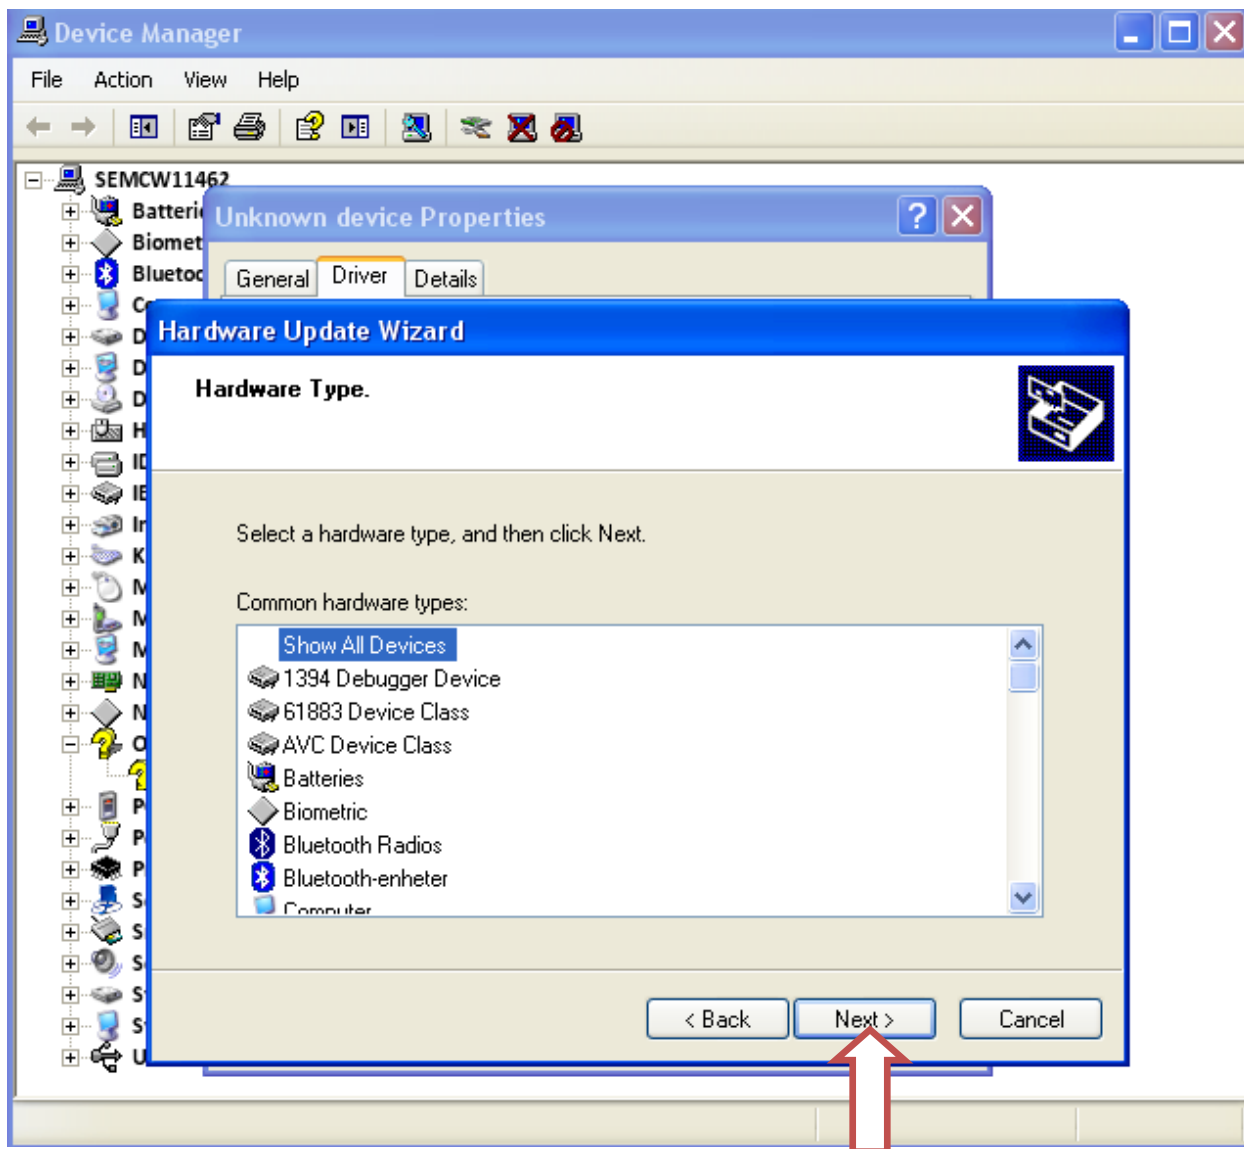 Device Manager
File Action View Help
SEMCW11462
Unknown device Properties
General Driver Details
Hardware Update Wizard
Hardware Type.
Select a hardware type, and then click Next.
Common hardware types:
Show All Devices
1394 Debugger Device
61883 Device Class
AVC Device Class
Batteries
Biometric
Bluetooth Radios
Bluetooth-enheter
Computer
< Back Next > Cancel